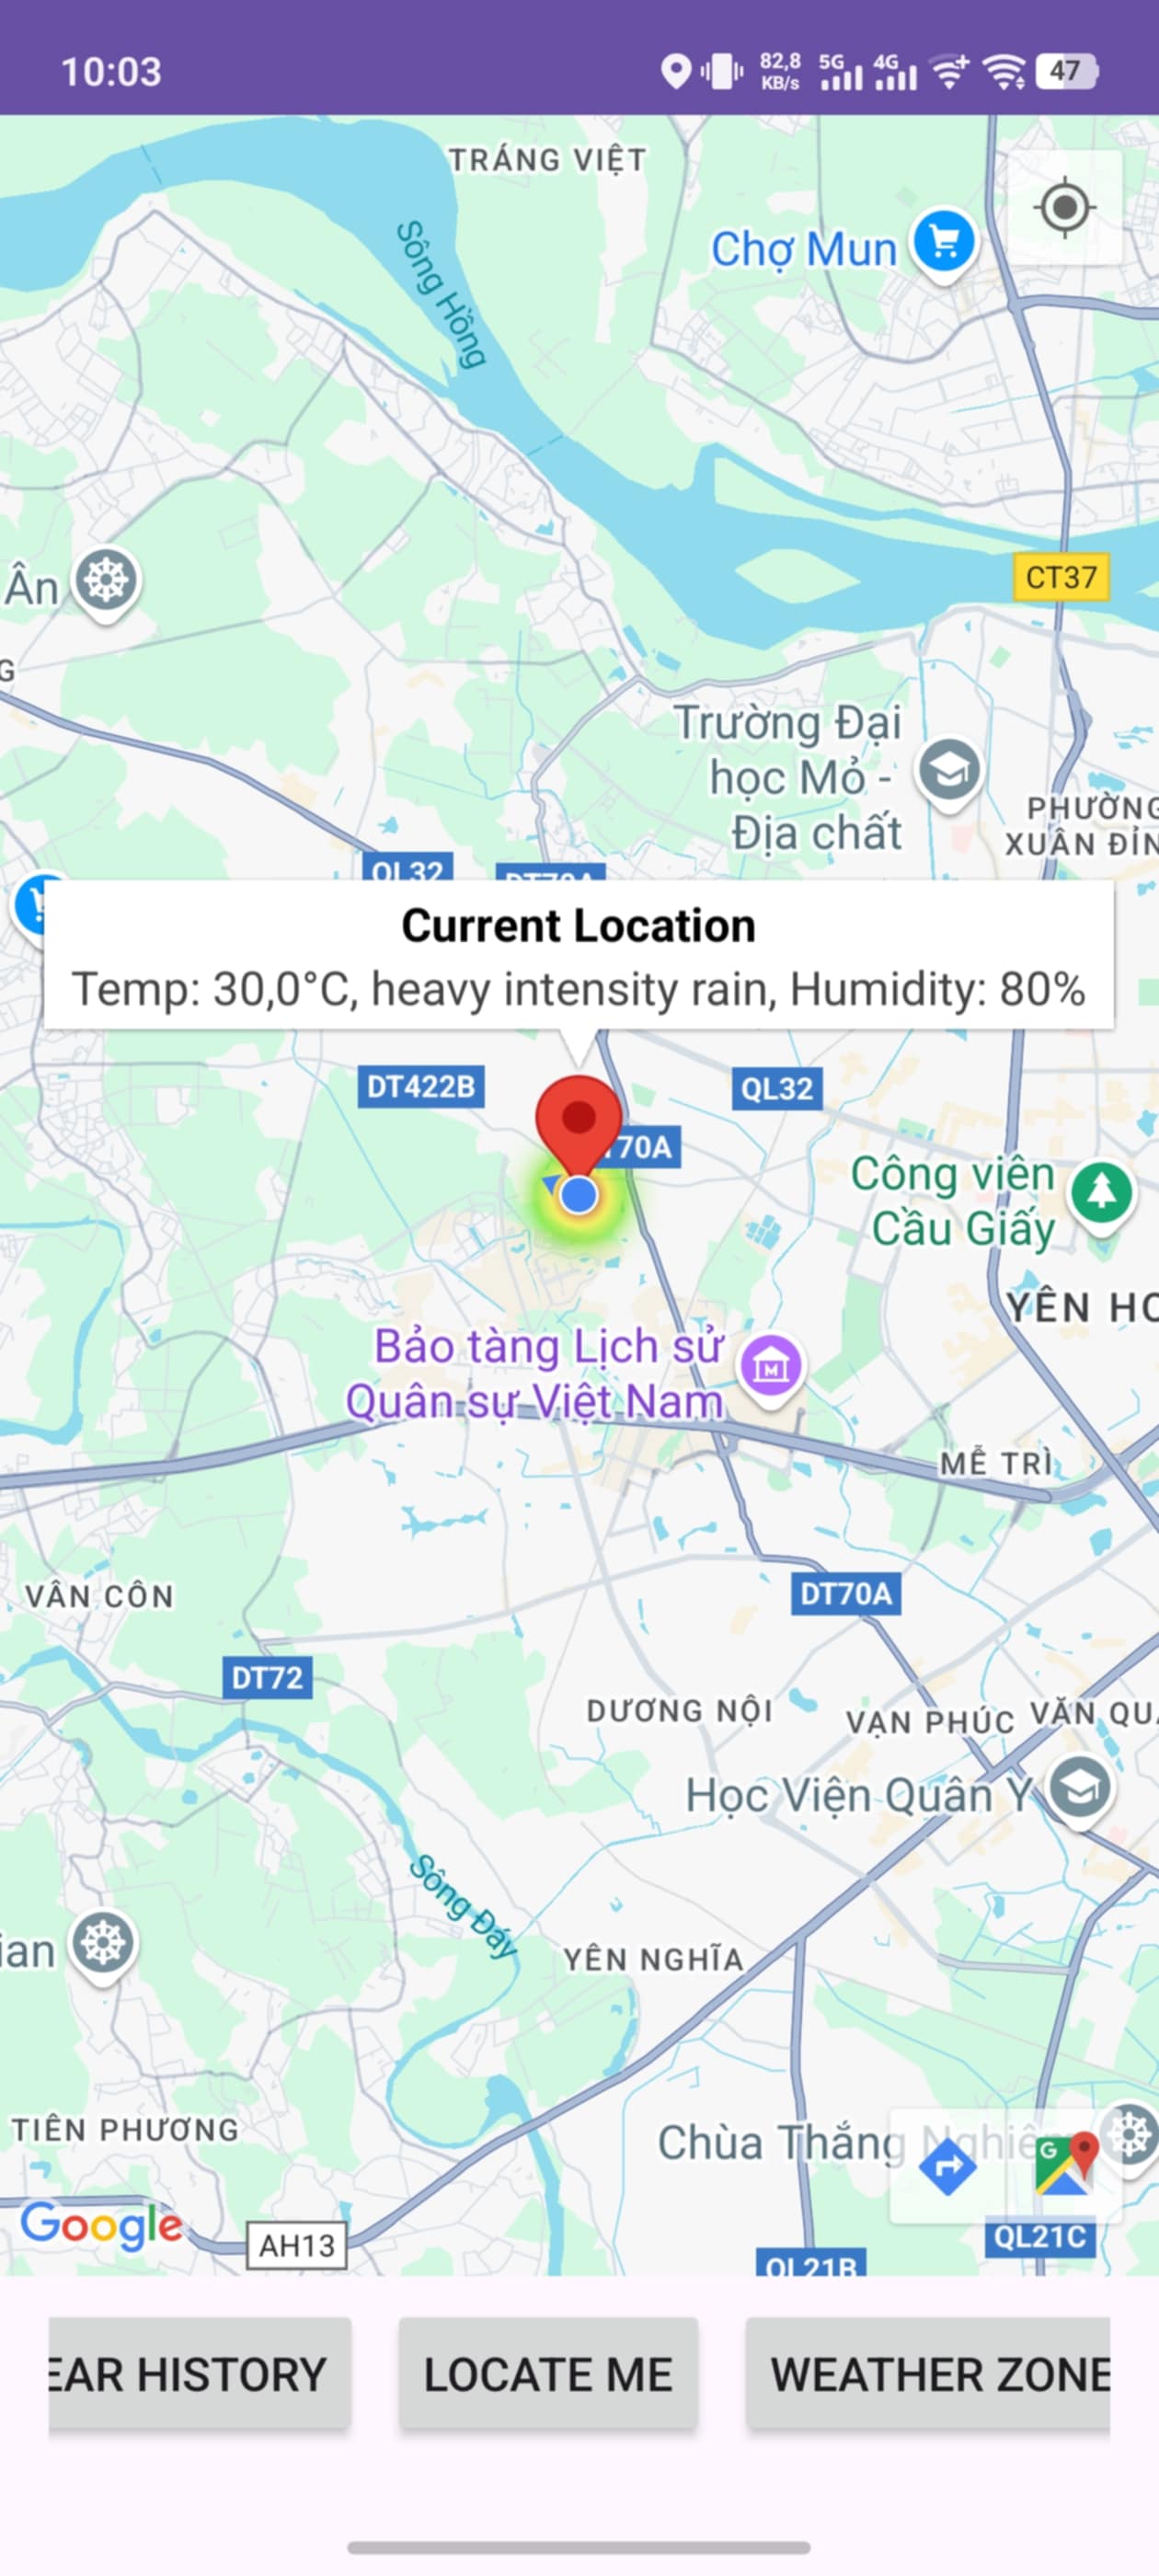 10:03
82,8
KB/s
5G
4G
47
TRÁNG VIỆT
Sông Hồng
Chợ Mun
CT37
Ân
G
Trường Đại
học Mỏ -
Địa chất
PHƯỜNG
XUÂN ĐỈN
QL32
DT70A
Current Location
Temp: 30,0°C, heavy intensity rain, Humidity: 80%
DT422B
QL32
70A
Công viên
Cầu Giấy
YÊN HO
Bảo tàng Lịch sử
Quân sự Việt Nam
M
MỄ TRÌ
VÂN CÔN
DT70A
DT72
DƯƠNG NỘI
VẠN PHÚC
VĂN QUÁ
Học Viện Quân Y
Sông Đáy
ian
YÊN NGHĨA
TIÊN PHƯƠNG
Chùa Thắng Nghiêm
G
Google
AH13
QL21C
QL21B
EAR HISTORY
LOCATE ME
WEATHER ZONE